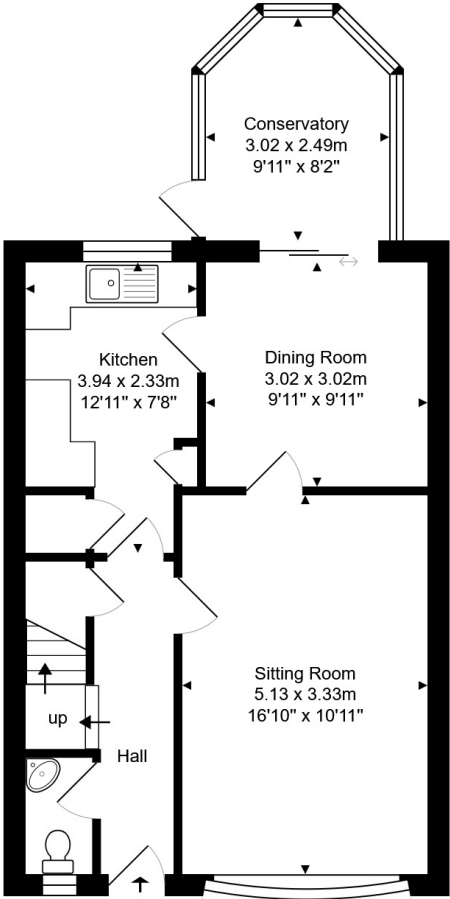 Conservatory
3.02 x 2.49m
9'11" x 8'2"
Kitchen
3.94 x 2.33m
12'11" x 7'8"
Dining Room
3.02 x 3.02m
9'11" x 9'11"
Sitting Room
5.13 x 3.33m
16'10" x 10'11"
up
Hall